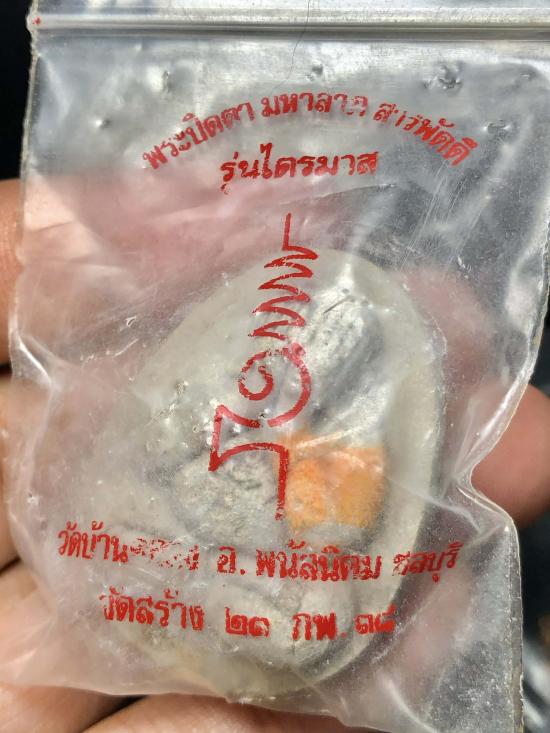 พระปิดตา มหาลาภ สารพัดดี
รุ่นไตรมาส
วัดบ้าน อ. พนัสนิคม ชลบุรี
จัดสร้าง ๒๓ กพ. ๓๘